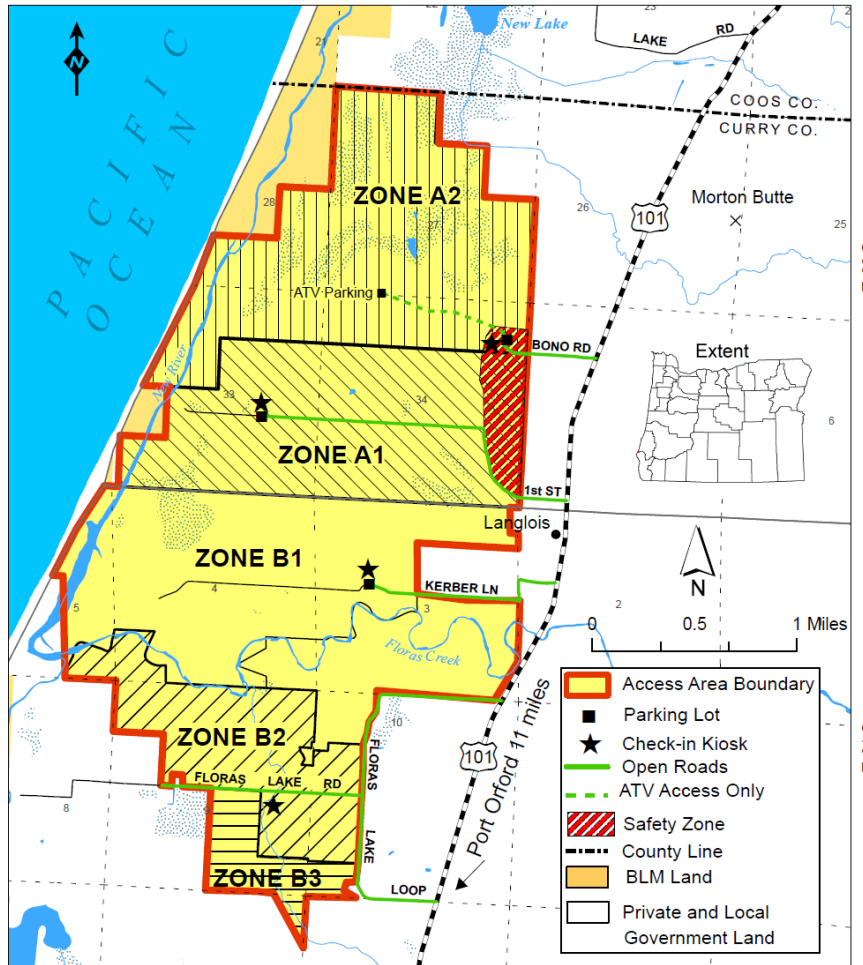 22
23
New Lake
21
LAKE RD
N
COOS CO.
CURRY CO.
PACIFIC
OCEAN
ZONE A2
Morton Butte
28
27
26
25
101
ATV Parking
BONO RD
Extent
New River
33
34
6
ZONE A1
1st ST
Langlois
ZONE B1
KERBER LN
N
4
3
5
2
Floras Creek
0 0.5 1 Miles
Access Area Boundary
Parking Lot
Check-in Kiosk
Open Roads
ATV Access Only
Safety Zone
County Line
BLM Land
Private and Local
Government Land
10
ZONE B2
101
Port Orford 11 miles
FLORAS LAKE RD
FLORAS LAKE LOOP
8
ZONE B3